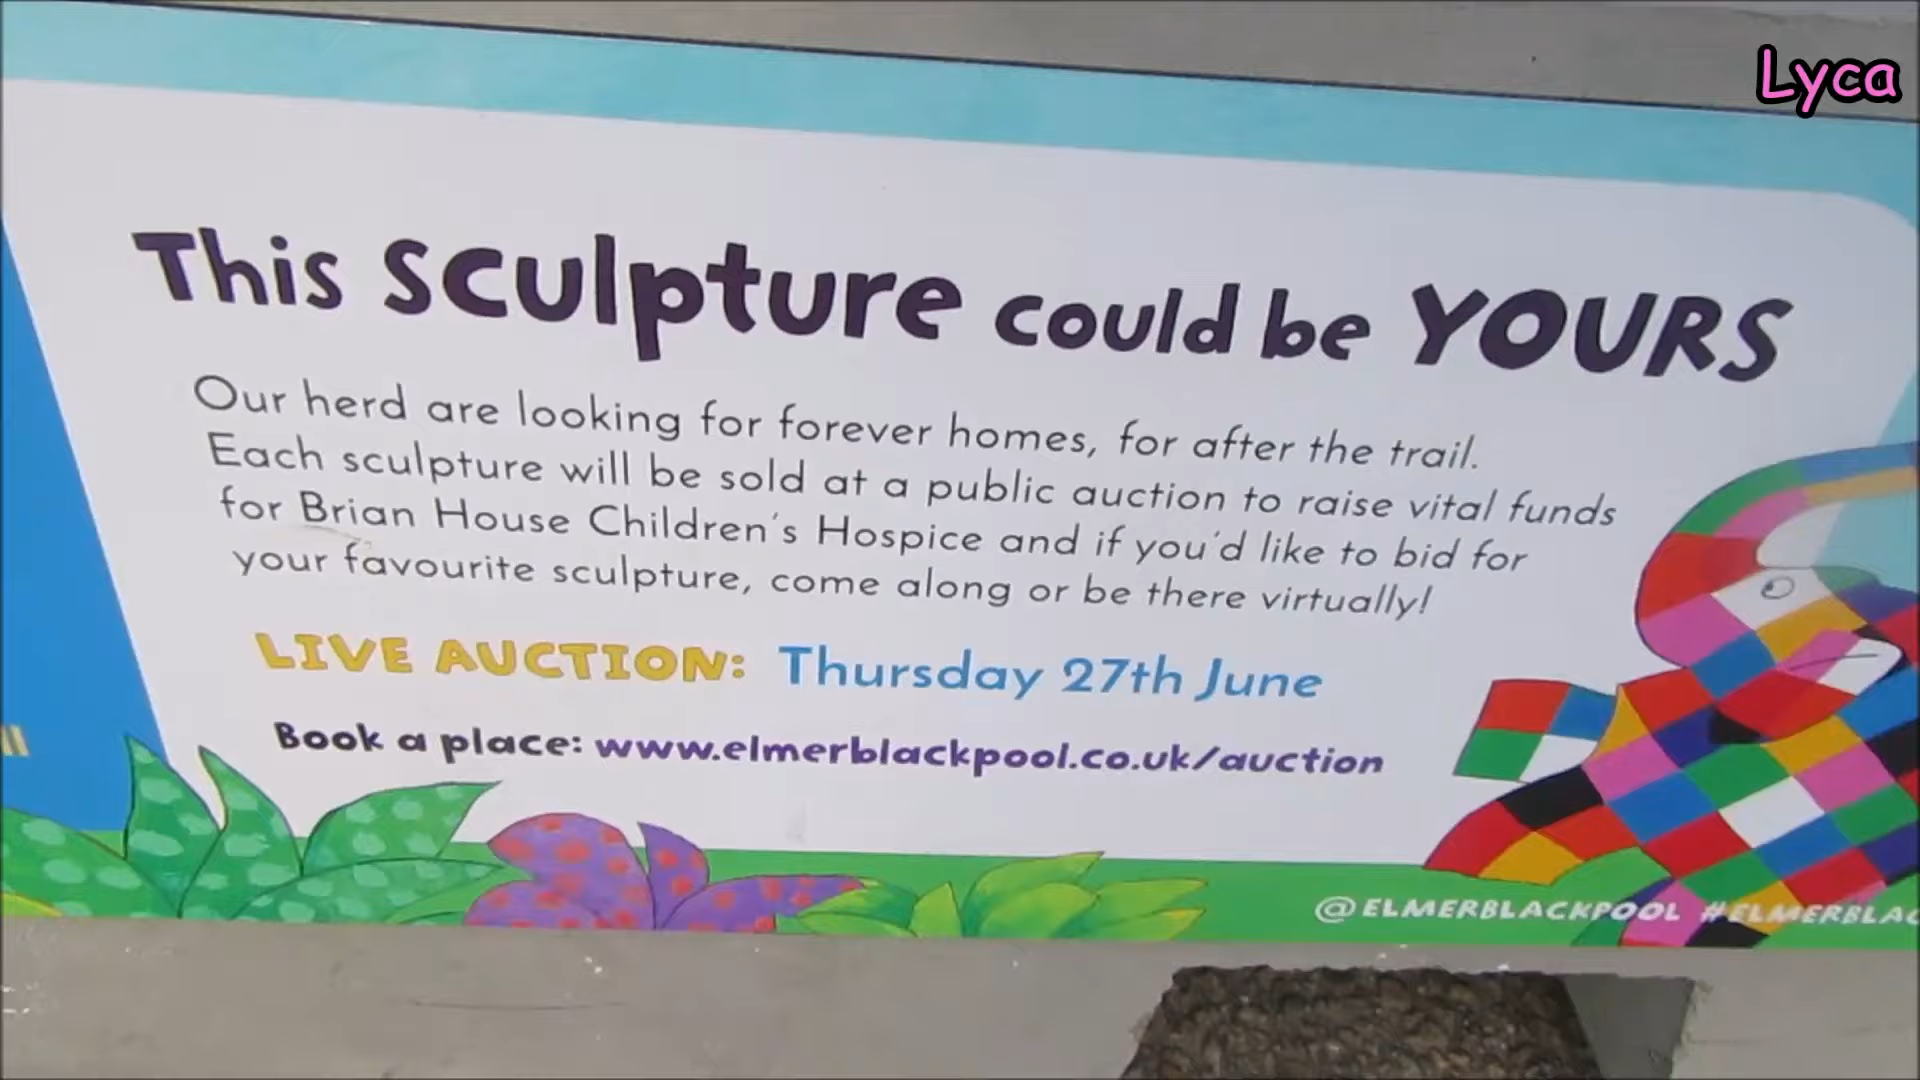 Lyca
This sculpture could be YOURS
Our herd are looking for forever homes, for after the trail.
Each sculpture will be sold at a public auction to raise vital funds
for Brian House Children's Hospice and if you'd like to bid for
your favourite sculpture, come along or be there virtually!
LIVE AUCTION: Thursday 27th June
Book a place: www.elmerblackpool.co.uk/auction
@ELMERBLACKPOOL #ELMERBLAC